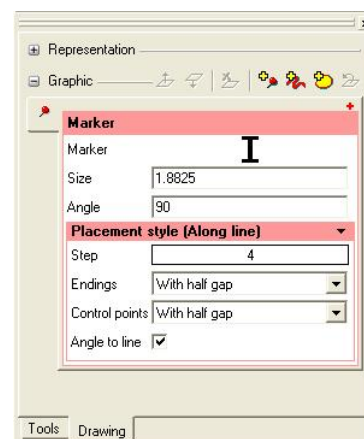 Representation
Graphic
Marker
Marker
Size 1.8825
Angle 90
Placement style (Along line)
Step 4
Endings With half gap
Control points With half gap
Angle to line
Tools Drawing